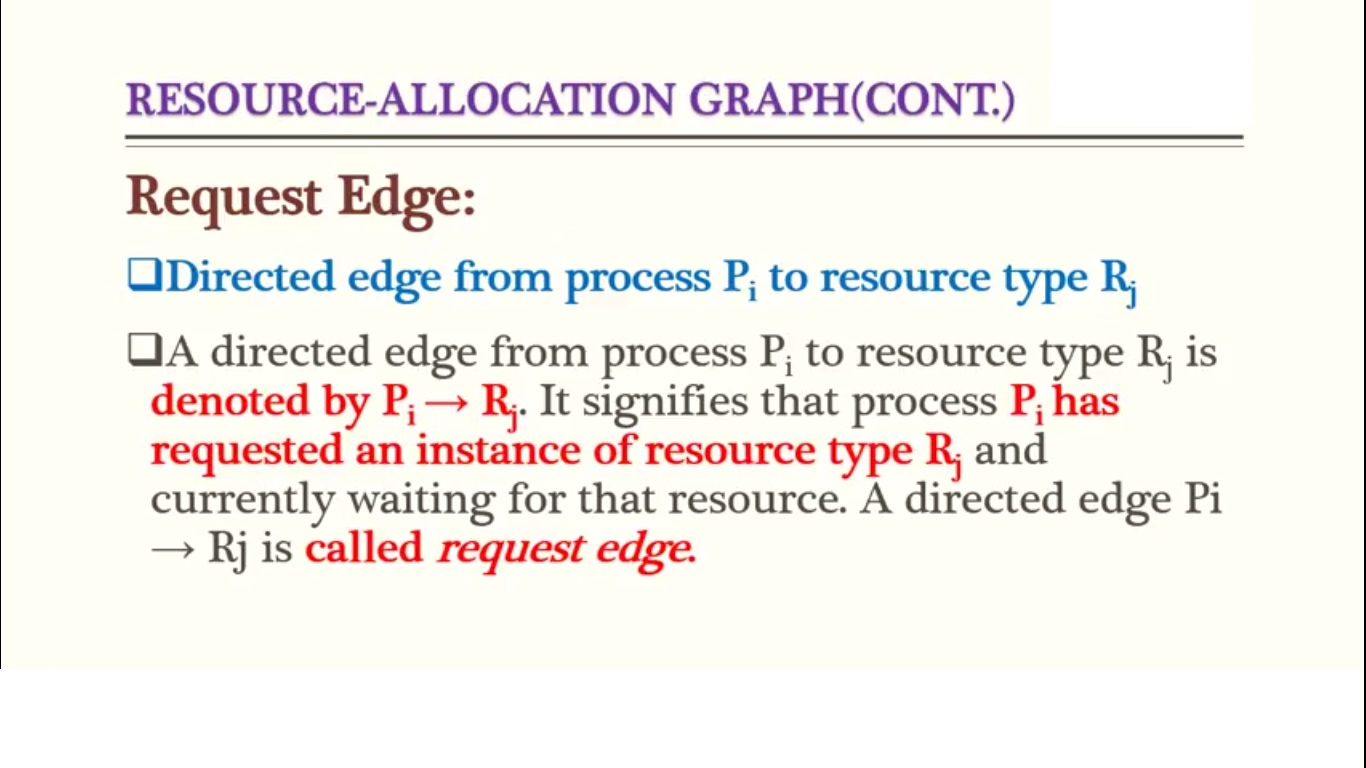 RESOURCE-ALLOCATION GRAPH(CONT.)
Request Edge:
❑Directed edge from process Pi to resource type Rj
❑A directed edge from process Pi to resource type Rj is
denoted by Pi → Rj. It signifies that process Pi has
requested an instance of resource type Rj and
currently waiting for that resource. A directed edge Pi
→ Rj is called request edge.